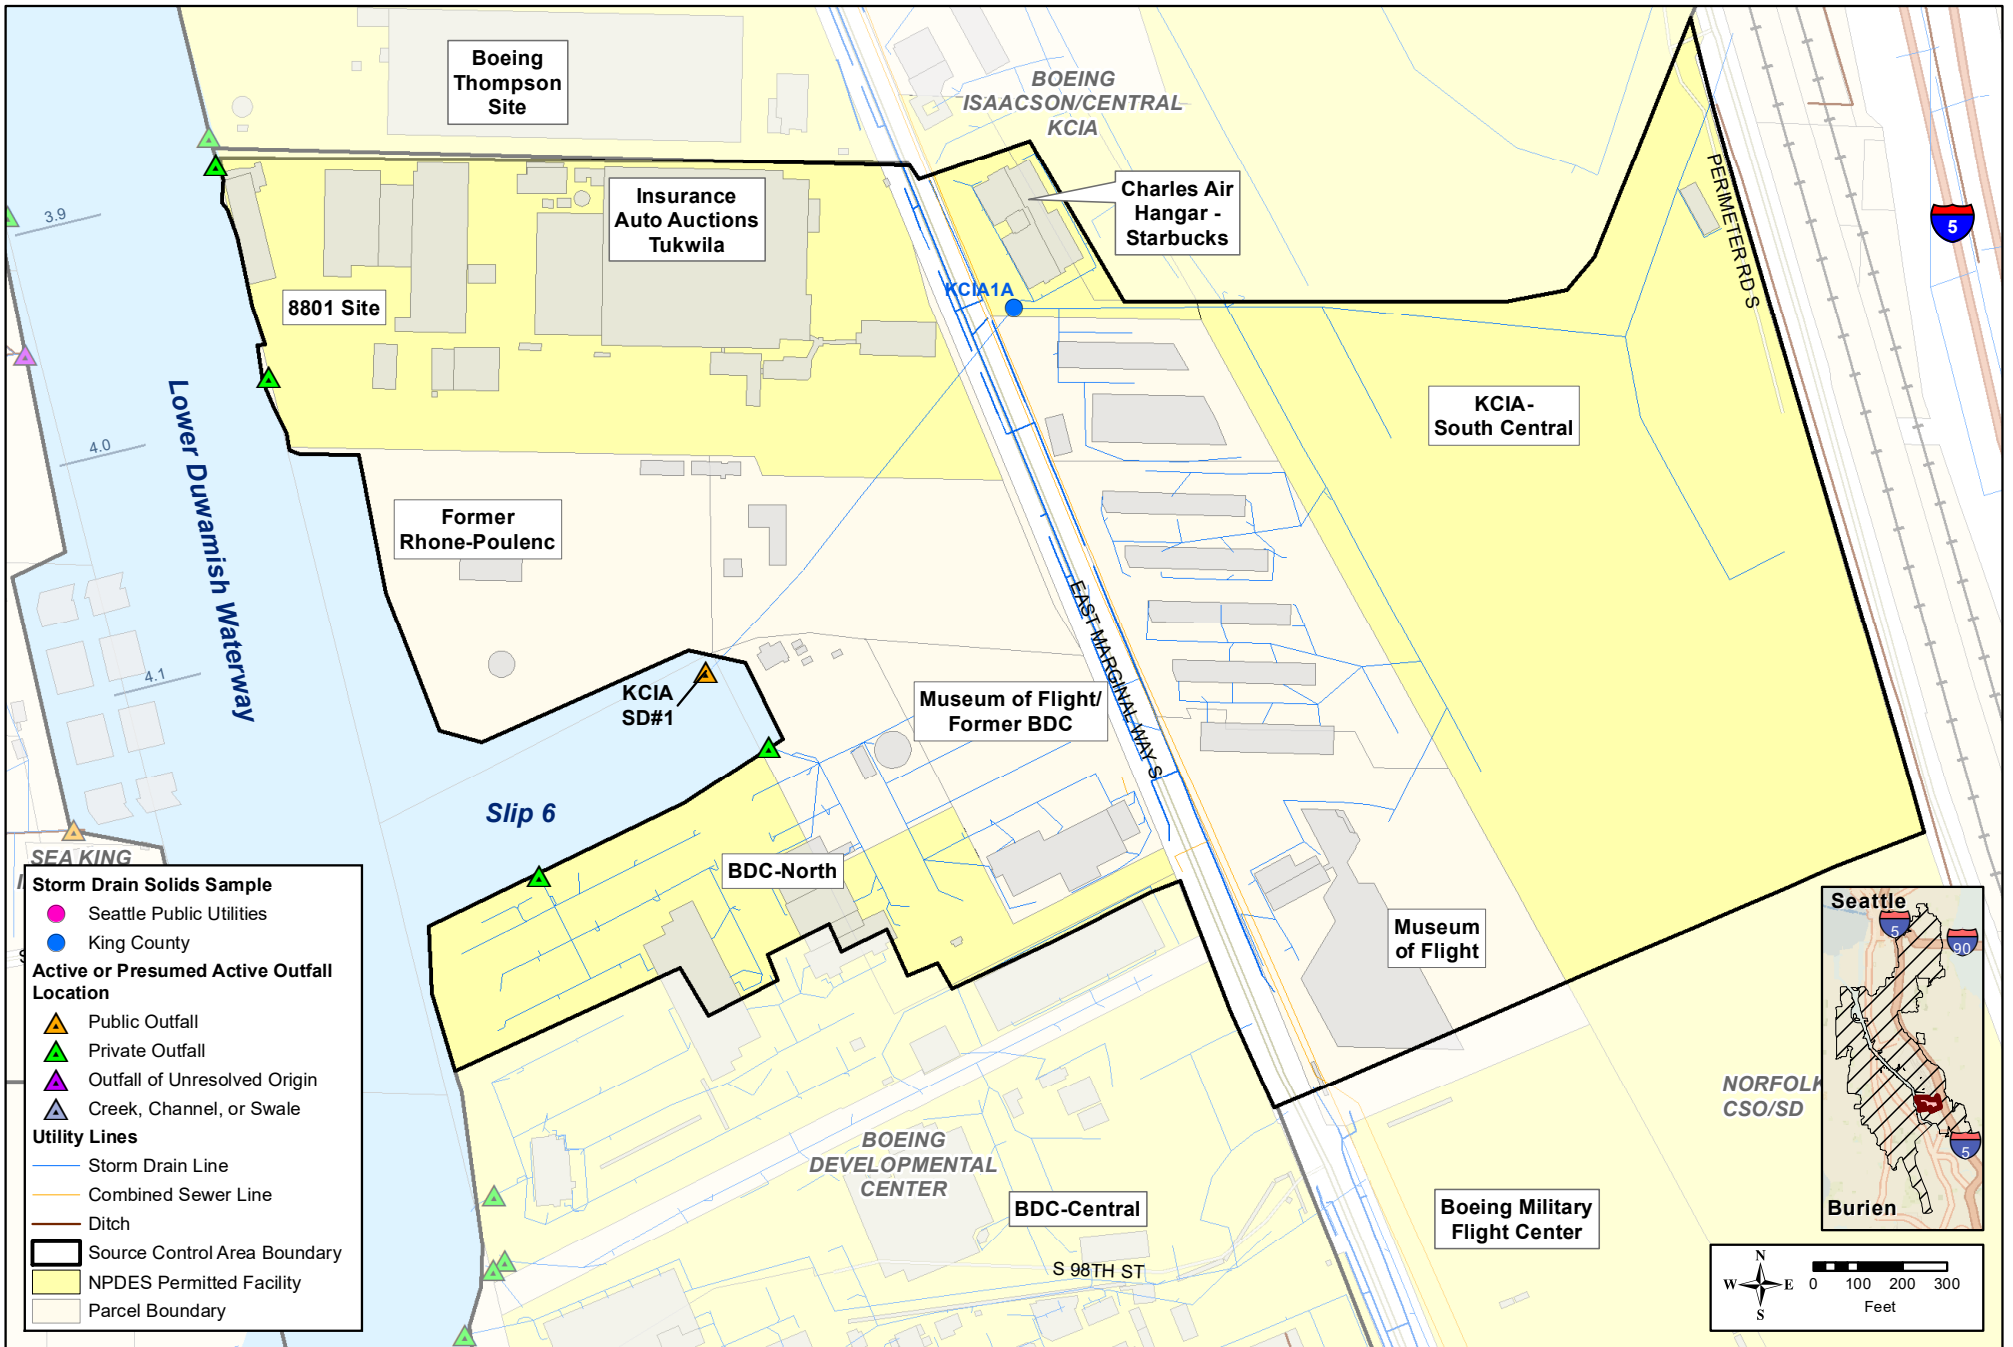 Boeing
Thompson
Site
BOEING
ISAACSON/CENTRAL
KCIA
Insurance
Auto Auctions
Tukwila
Charles Air
Hangar -
Starbucks
PERIMETER RD S
5
3.9
8801 Site
KCIA1A
KCIA-
South Central
Lower Duwamish Waterway
4.0
Former
Rhone-Poulenc
EAST MARGINAL WAY S
4.1
KCIA
SD#1
Museum of Flight/
Former BDC
Slip 6
BDC-North
Museum
of Flight
SEA KING
NORFOLK
CSO/SD
BOEING
DEVELOPMENTAL
CENTER
BDC-Central
S 98TH ST
Boeing Military
Flight Center
Storm Drain Solids Sample
Seattle Public Utilities
King County
Active or Presumed Active Outfall
Location
Public Outfall
Private Outfall
Outfall of Unresolved Origin
Creek, Channel, or Swale
Utility Lines
Storm Drain Line
Combined Sewer Line
Ditch
Source Control Area Boundary
NPDES Permitted Facility
Parcel Boundary
Seattle
5
90
5
Burien
N
W E
S
0 100 200 300
Feet